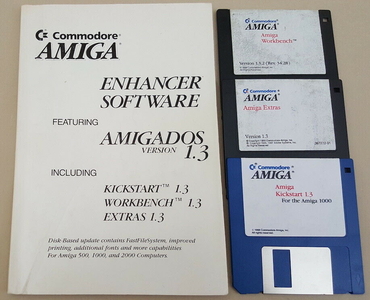 Commodore
AMIGA
ENHANCER
SOFTWARE
FEATURING
AMIGADOS
VERSION 1.3
INCLUDING
KICKSTART™ 1.3
WORKBENCH™ 1.3
EXTRAS 1.3
Disk Based update contains FastFileSystem, improved
printing, additional fonts and more capabilities
For Amiga 500, 1000, and 2000 Computers.
Commodore
AMIGA
Amiga
Workbench™
Commodore
AMIGA
Amiga Extras
Version 1.3
Commodore
AMIGA
Amiga
Kickstart 1.3
For the Amiga 1000